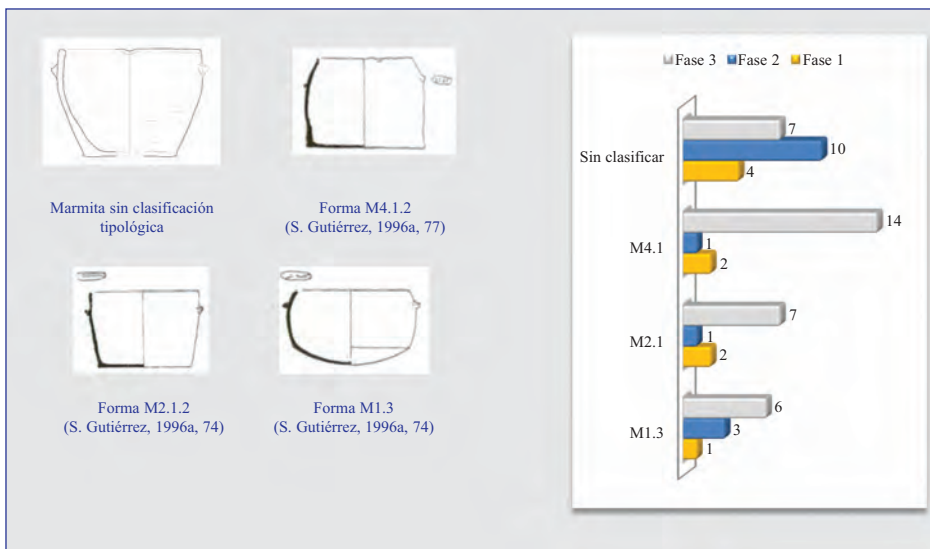 Marmita sin clasificación
tipológica
Forma M4.1.2
(S. Gutiérrez, 1996a, 77)
Forma M2.1.2
(S. Gutiérrez, 1996a, 74)
Forma M1.3
(S. Gutiérrez, 1996a, 74)
Fase 3 Fase 2 Fase 1
Sin clasificar
7
10
4
M4.1
14
1
2
M2.1
7
1
2
M1.3
6
3
1